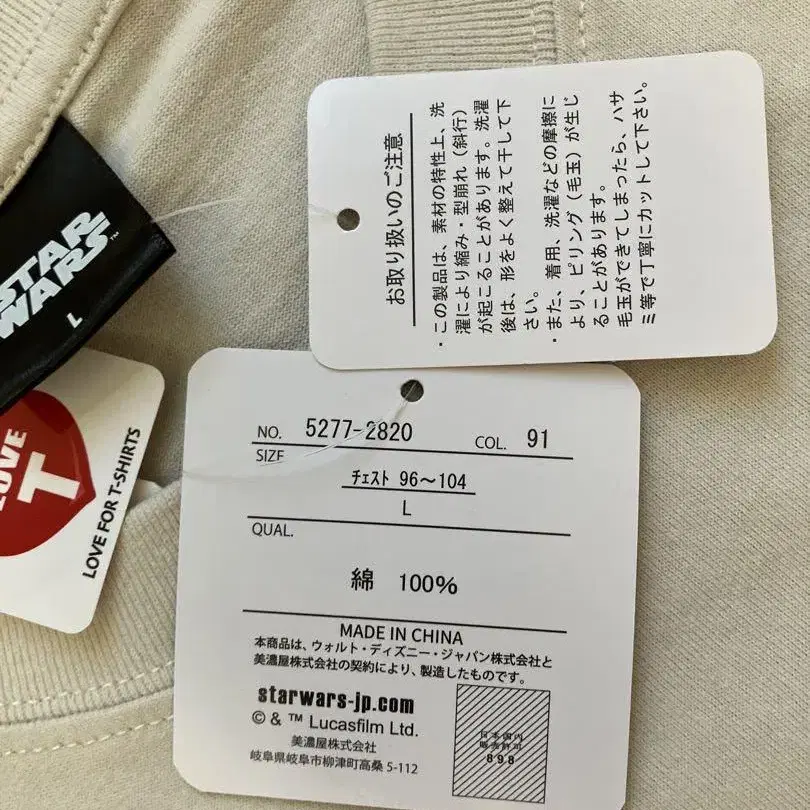 STAR
WARS™
L
LOVE
T
LOVE FOR T-SHIRTS
お取り扱いのご注意
・この製品は、素材の特性上、洗
濯により縮み・型崩れ（斜行）
が起こることがあります。洗濯
後は、形をよく整えて干して下
さい。
・また、着用、洗濯などの摩擦に
より、ピリング（毛玉）が生じ
ることがあります。
毛玉ができてしまったら、ハサ
ミ等で丁寧にカットして下さい。
NO. 5277-2820 COL. 91
SIZE
ﾁｪｽﾄ 96～104
L
QUAL.
綿 100%
MADE IN CHINA
本商品は、ウォルト・ディズニー・ジャパン株式会社と
美濃屋株式会社の契約により、製造したものです。
starwars-jp.com
© & ™ Lucasfilm Ltd.
美濃屋株式会社
岐阜県岐阜市柳津町高桑 5-112
日本国内
販売許可
898